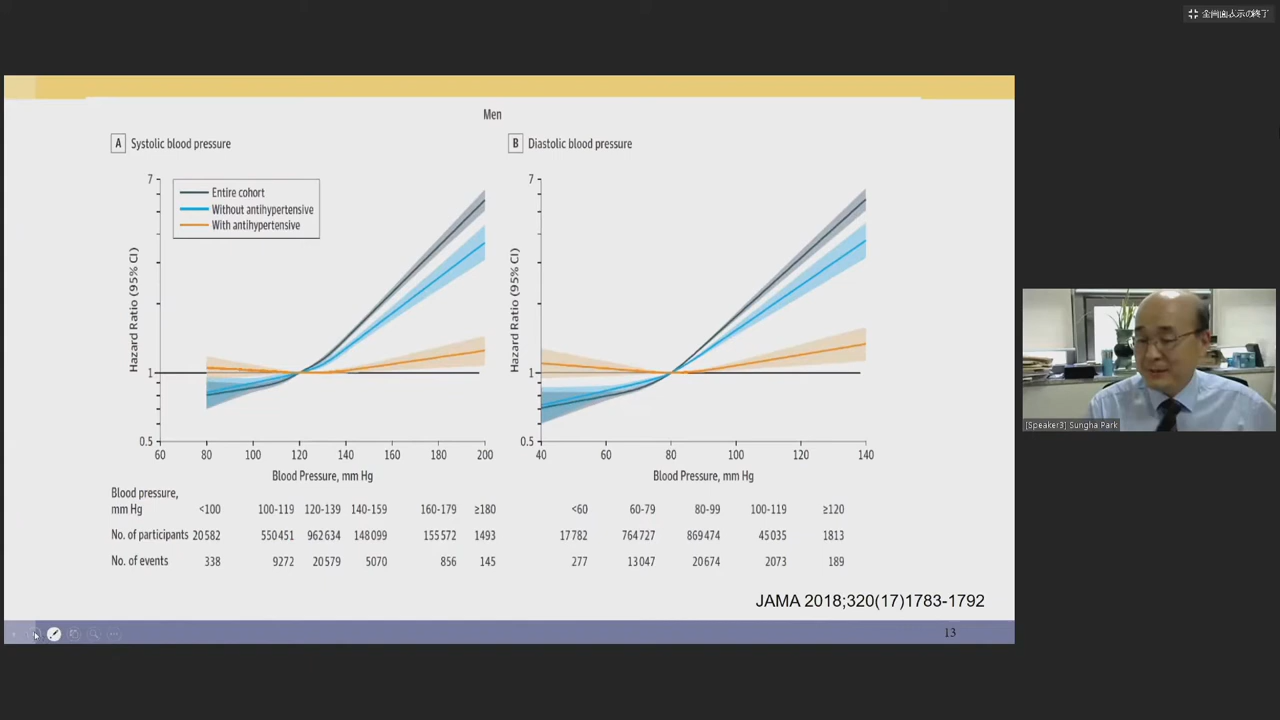 全画面表示の終了
Men
A Systolic blood pressure
B Diastolic blood pressure
7
Entire cohort
Without antihypertensive
With antihypertensive
Hazard Ratio (95% CI)
1
0.5
60 80 100 120 140 160 180 200
Blood Pressure, mm Hg
7
Hazard Ratio (95% CI)
1
0.5
40 60 80 100 120 140
Blood Pressure, mm Hg
Blood pressure,
mm Hg <100 100-119 120-139 140-159 160-179 ≥180 <60 60-79 80-99 100-119 ≥120
No. of participants 20582 550451 962634 148099 155572 1493 17782 764727 869474 45035 1813
No. of events 338 9272 20579 5070 856 145 277 13047 20674 2073 189
JAMA 2018;320(17)1783-1792
13
[Speaker3] Sungha Park